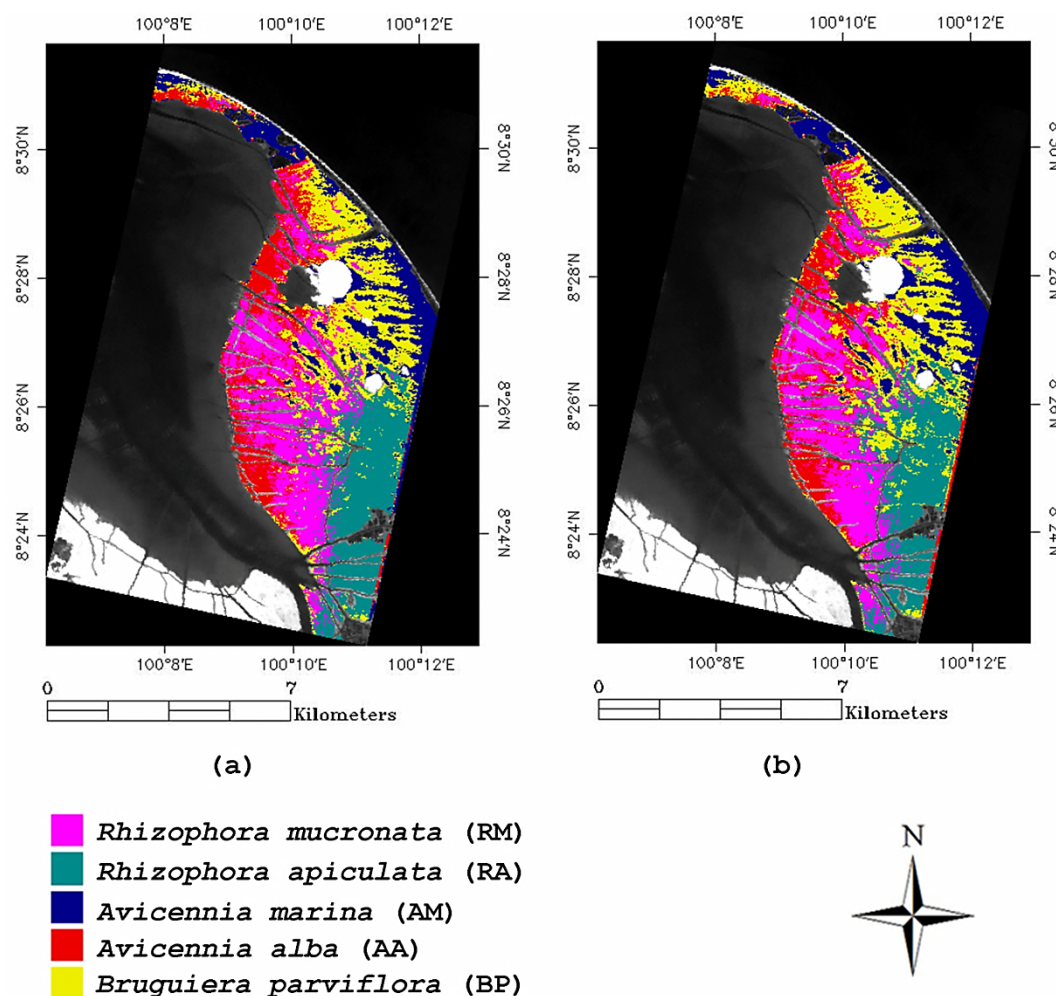 100°8′E 100°10′E 100°12′E
100°8′E 100°10′E 100°12′E
8°30′N
8°28′N
8°26′N
8°24′N
8°30′N
8°28′N
8°26′N
8°24′N
8°30′N
8°28′N
8°26′N
8°24′N
100°8′E 100°10′E 100°12′E
100°8′E 100°10′E 100°12′E
0 7
Kilometers
0 7
Kilometers
(a)
(b)
Rhizophora mucronata (RM)
Rhizophora apiculata (RA)
Avicennia marina (AM)
Avicennia alba (AA)
Bruguiera parviflora (BP)
N